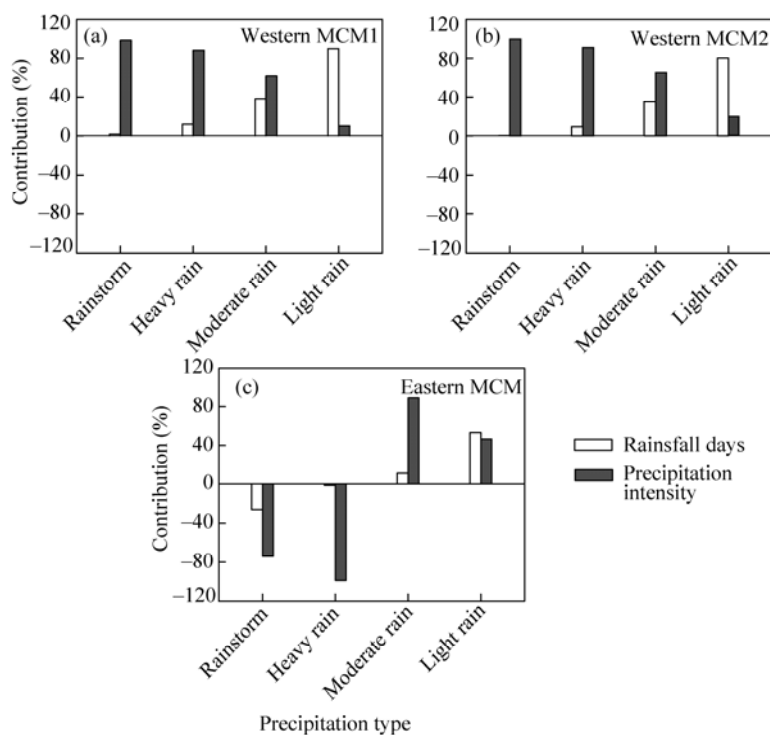 (a) Western MCM1
Contribution (%)
120
80
40
0
−40
−80
−120
Rainstorm
Heavy rain
Moderate rain
Light rain
(b) Western MCM2
120
80
40
0
−40
−80
−120
Rainstorm
Heavy rain
Moderate rain
Light rain
(c) Eastern MCM
Contribution (%)
120
80
40
0
−40
−80
−120
Rainstorm
Heavy rain
Moderate rain
Light rain
Precipitation type
Rainsfall days
Precipitation
intensity